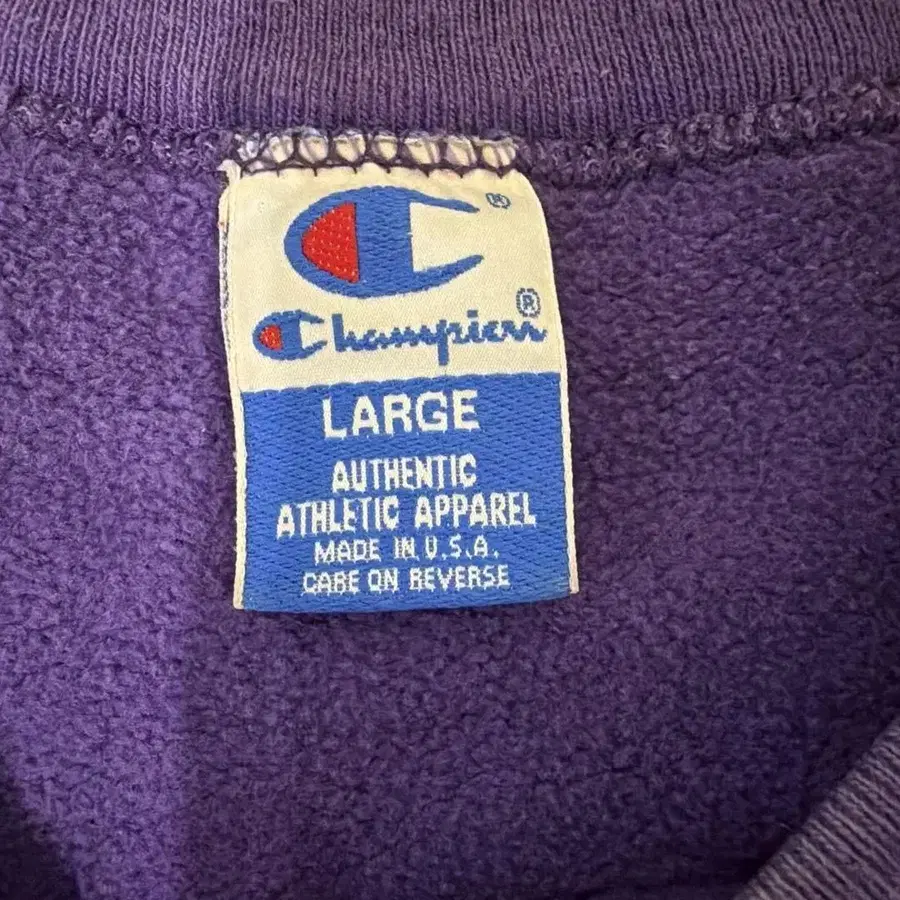 ®
Champion®
LARGE
AUTHENTIC
ATHLETIC APPAREL
MADE IN U.S.A.
CARE ON REVERSE